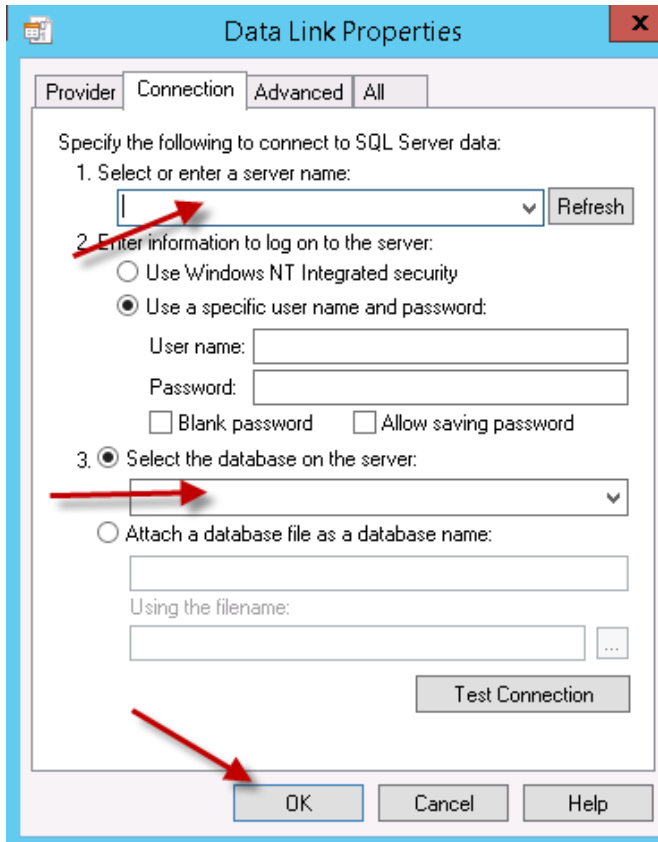 Data Link Properties
x
Provider Connection Advanced All
Specify the following to connect to SQL Server data:
1. Select or enter a server name:
Refresh
2. Enter information to log on to the server:
Use Windows NT Integrated security
Use a specific user name and password:
User name:
Password:
Blank password Allow saving password
3. Select the database on the server:
Attach a database file as a database name:
Using the filename:
...
Test Connection
OK Cancel Help